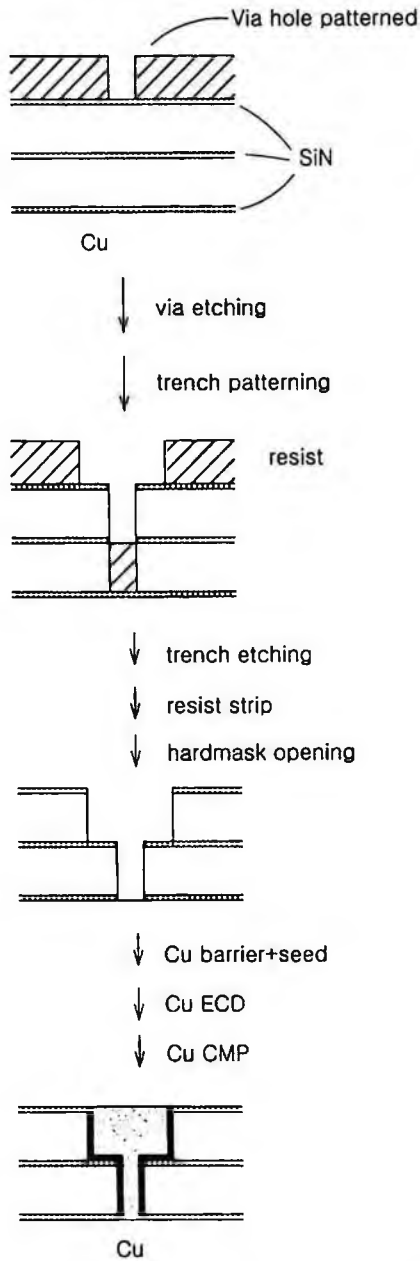 Via hole patterned
SiN
Cu
via etching
trench patterning
resist
trench etching
resist strip
hardmask opening
Cu barrier+seed
Cu ECD
Cu CMP
Cu